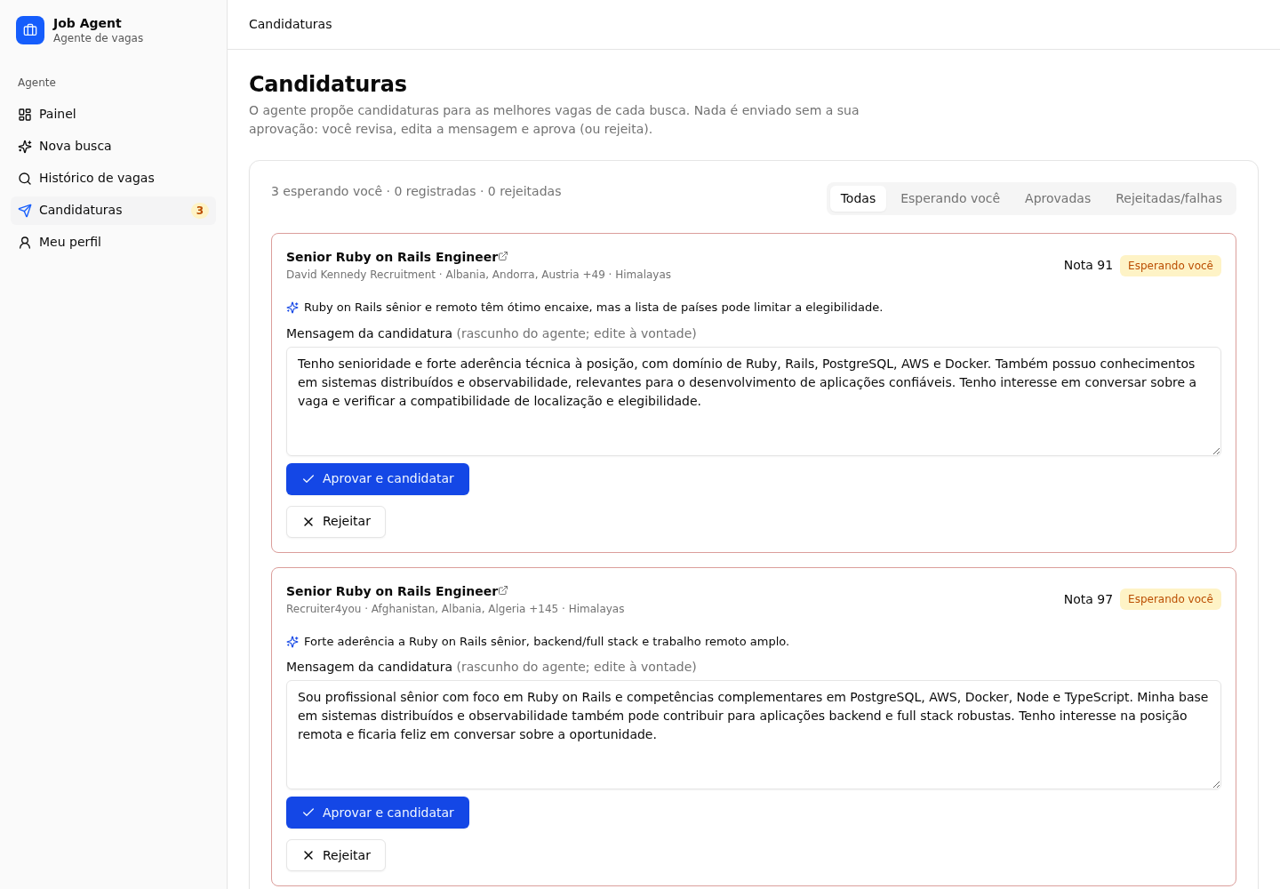 Job Agent
Agente de vagas
Agente
Painel
Nova busca
Histórico de vagas
Candidaturas 3
Meu perfil
Candidaturas
Candidaturas
O agente propõe candidaturas para as melhores vagas de cada busca. Nada é enviado sem a sua
aprovação: você revisa, edita a mensagem e aprova (ou rejeita).
3 esperando você · 0 registradas · 0 rejeitadas
Todas Esperando você Aprovadas Rejeitadas/falhas
Senior Ruby on Rails Engineer
David Kennedy Recruitment · Albania, Andorra, Austria +49 · Himalayas
Nota 91 Esperando você
Ruby on Rails sênior e remoto têm ótimo encaixe, mas a lista de países pode limitar a elegibilidade.
Mensagem da candidatura (rascunho do agente; edite à vontade)
Tenho senioridade e forte aderência técnica à posição, com domínio de Ruby, Rails, PostgreSQL, AWS e Docker. Também possuo conhecimentos
em sistemas distribuídos e observabilidade, relevantes para o desenvolvimento de aplicações confiáveis. Tenho interesse em conversar sobre a
vaga e verificar a compatibilidade de localização e elegibilidade.
Aprovar e candidatar
Rejeitar
Senior Ruby on Rails Engineer
Recruiter4you · Afghanistan, Albania, Algeria +145 · Himalayas
Nota 97 Esperando você
Forte aderência a Ruby on Rails sênior, backend/full stack e trabalho remoto amplo.
Mensagem da candidatura (rascunho do agente; edite à vontade)
Sou profissional sênior com foco em Ruby on Rails e competências complementares em PostgreSQL, AWS, Docker, Node e TypeScript. Minha base
em sistemas distribuídos e observabilidade também pode contribuir para aplicações backend e full stack robustas. Tenho interesse na posição
remota e ficaria feliz em conversar sobre a oportunidade.
Aprovar e candidatar
Rejeitar